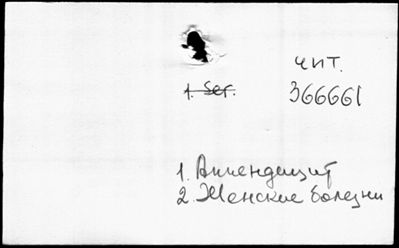 чит.
1. Ser. 366661
1. Аппендицит
2. Женские болезни